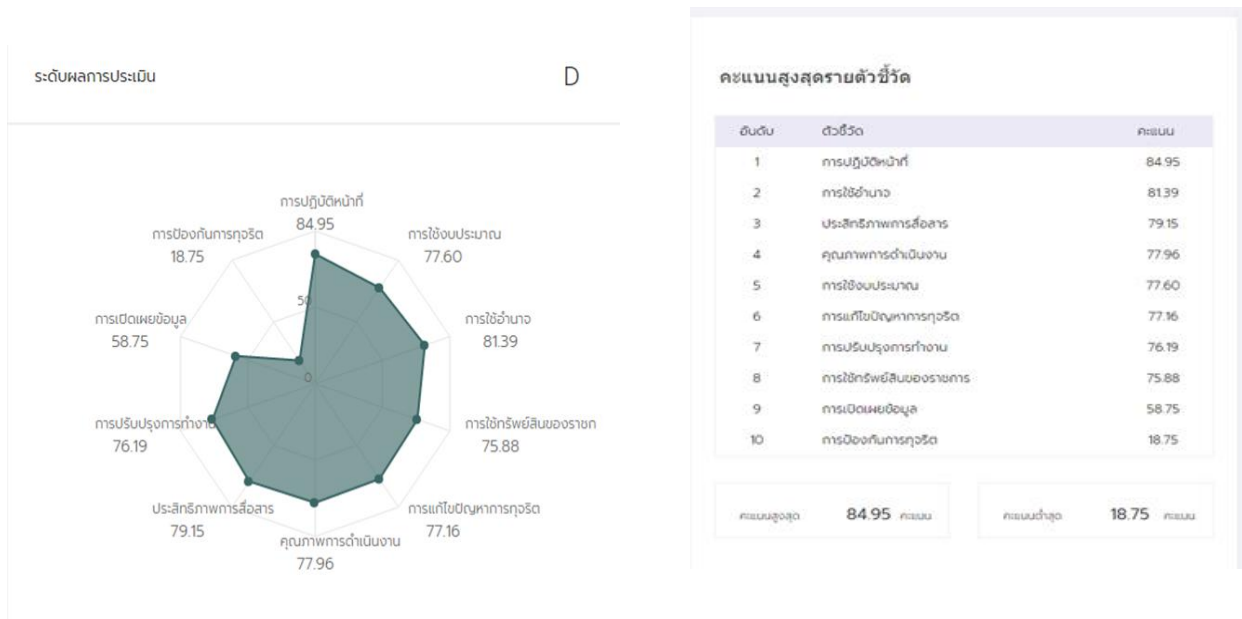 ระดับผลการประเมิน D
การปฏิบัติหน้าที่
84.95
การป้องกันการทุจริต
18.75
การใช้งบประมาณ
77.60
50
การเปิดเผยข้อมูล
58.75
การใช้อำนาจ
81.39
0
การปรับปรุงการทำงาน
76.19
การใช้ทรัพย์สินของราชก
75.88
ประสิทธิภาพการสื่อสาร
79.15
การแก้ไขปัญหาการทุจริต
77.16
คุณภาพการดำเนินงาน
77.96
คะแนนสูงสุดรายตัวชี้วัด
อันดับ ตัวชี้วัด คะแนน
1 การปฏิบัติหน้าที่ 84.95
2 การใช้อำนาจ 81.39
3 ประสิทธิภาพการสื่อสาร 79.15
4 คุณภาพการดำเนินงาน 77.96
5 การใช้งบประมาณ 77.60
6 การแก้ไขปัญหาการทุจริต 77.16
7 การปรับปรุงการทำงาน 76.19
8 การใช้ทรัพย์สินของราชการ 75.88
9 การเปิดเผยข้อมูล 58.75
10 การป้องกันการทุจริต 18.75
คะแนนสูงสุด 84.95 คะแนน
คะแนนต่ำสุด 18.75 คะแนน